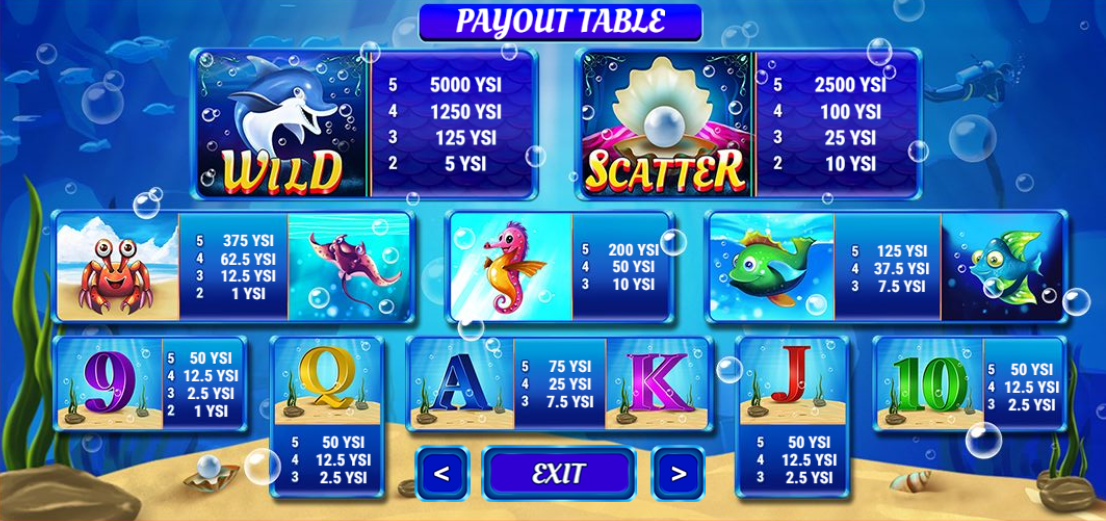 PAYOUT TABLE
WILD
5 5000 YSI
4 1250 YSI
3 125 YSI
2 5 YSI
SCATTER
5 2500 YSI
4 100 YSI
3 25 YSI
2 10 YSI
5 375 YSI
4 62.5 YSI
3 12.5 YSI
2 1 YSI
5 200 YSI
4 50 YSI
3 10 YSI
5 125 YSI
4 37.5 YSI
3 7.5 YSI
9
5 50 YSI
4 12.5 YSI
3 2.5 YSI
2 1 YSI
Q
5 50 YSI
4 12.5 YSI
3 2.5 YSI
A
5 75 YSI
4 25 YSI
3 7.5 YSI
K
J
5 50 YSI
4 12.5 YSI
3 2.5 YSI
10
5 50 YSI
4 12.5 YSI
3 2.5 YSI
< EXIT >